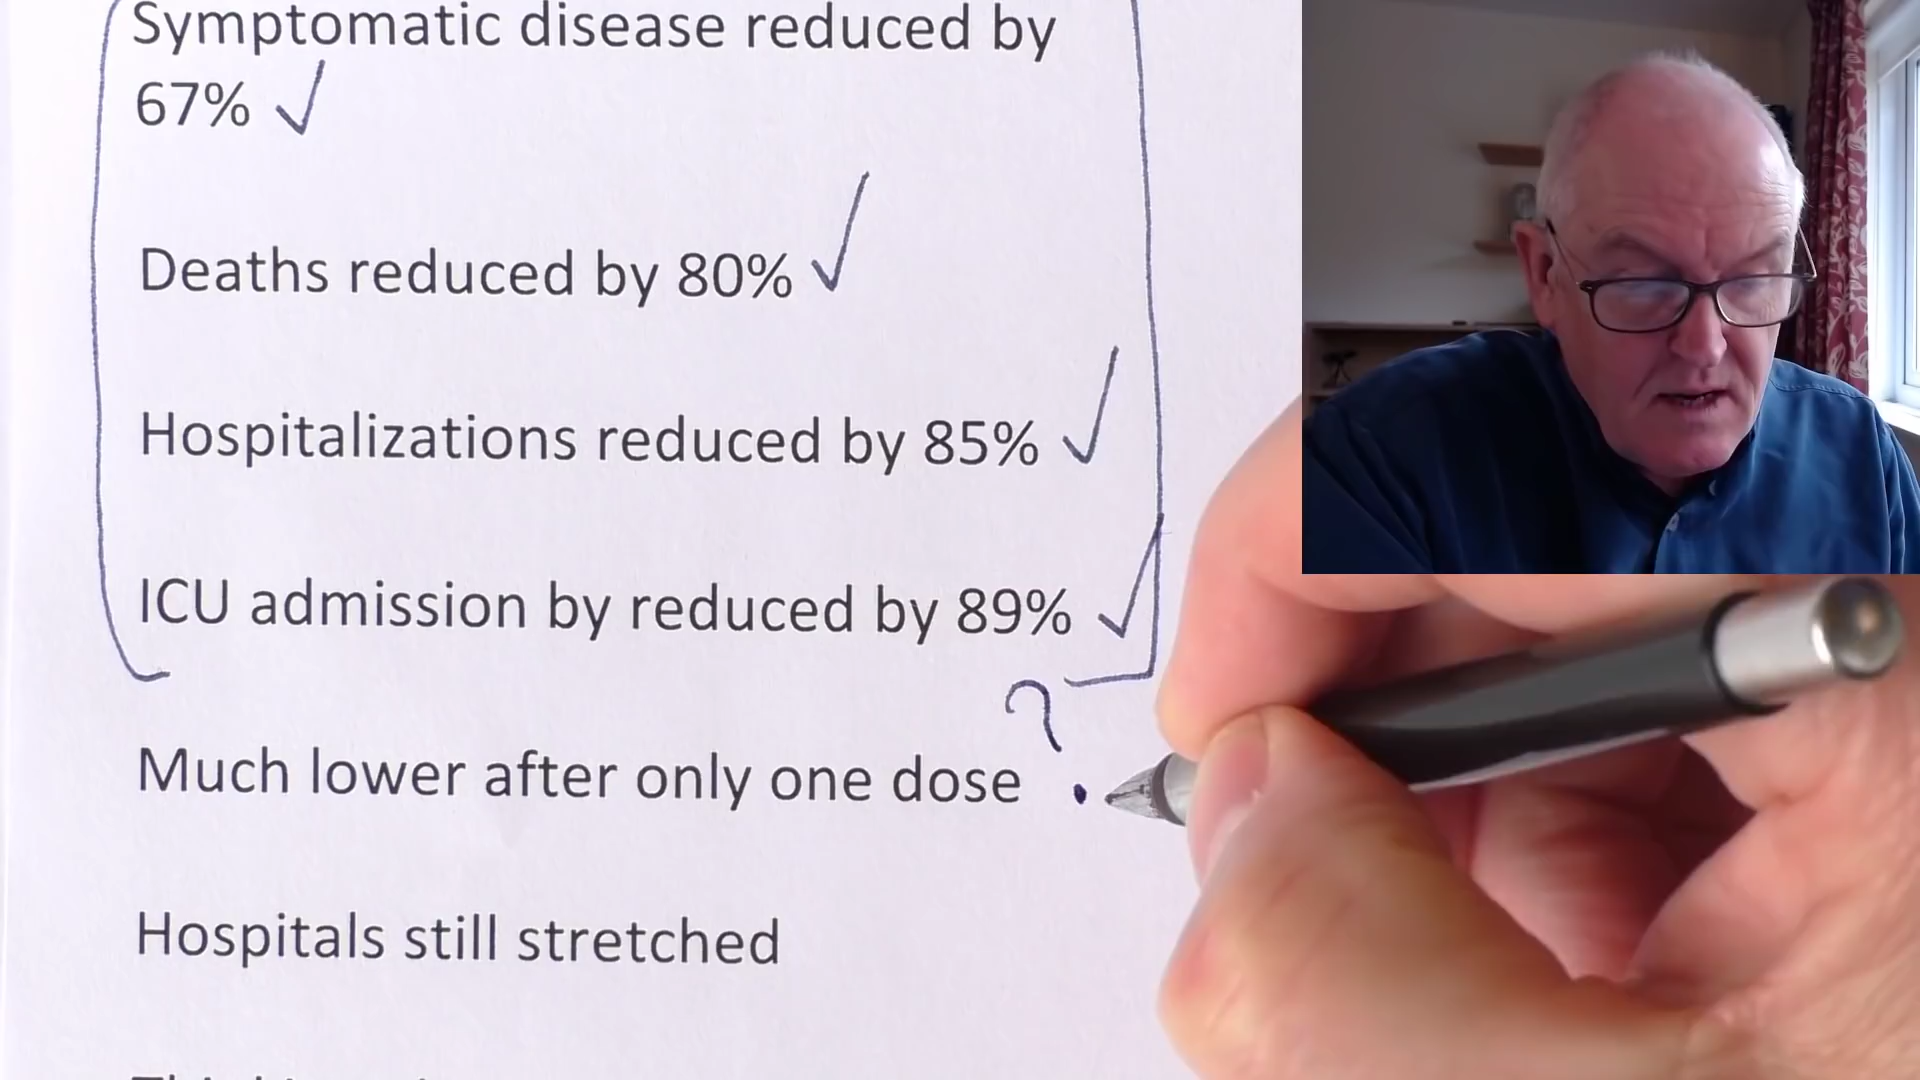 Symptomatic disease reduced by
67% ✓
Deaths reduced by 80% ✓
Hospitalizations reduced by 85% ✓
ICU admission by reduced by 89% ✓
?
Much lower after only one dose
Hospitals still stretched